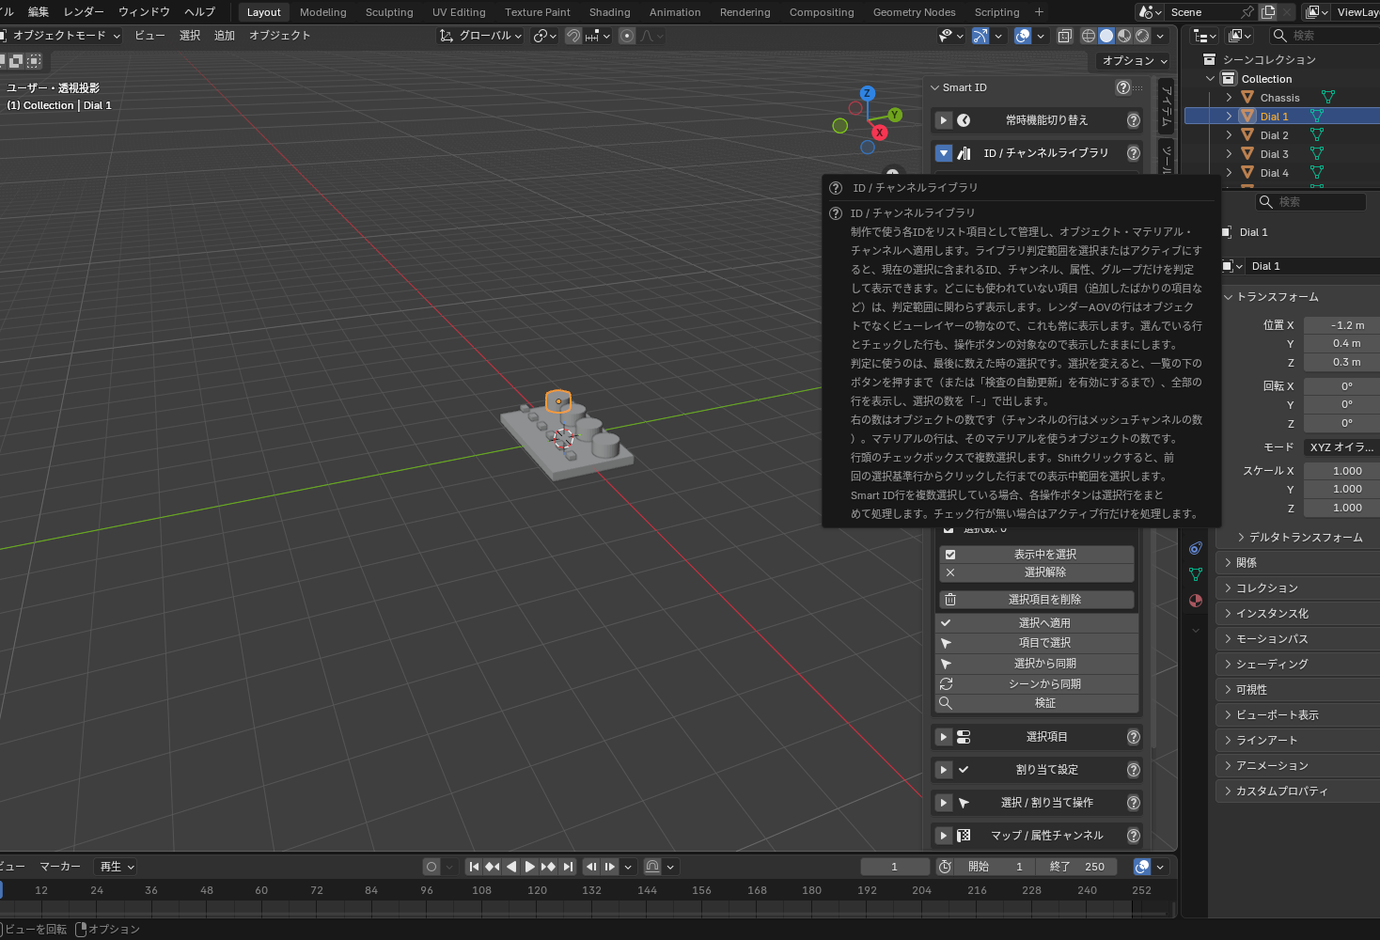 編集 レンダー ウィンドウ ヘルプ Layout Modeling Sculpting UV Editing Texture Paint Shading Animation Rendering Compositing Geometry Nodes Scripting + Scene ViewLay
オブジェクトモード ビュー 選択 追加 オブジェクト グローバル 検索
オプション
ユーザー・透視投影
(1) Collection | Dial 1
Z
Y
X
Smart ID
常時機能切り替え
ID / チャンネルライブラリ
アイテム
ツール
シーンコレクション
Collection
Chassis
Dial 1
Dial 2
Dial 3
Dial 4
ID / チャンネルライブラリ
ID / チャンネルライブラリ
制作で使う各IDをリスト項目として管理し、オブジェクト・マテリアル・
チャンネルへ適用します。ライブラリ判定範囲を選択またはアクティブにす
ると、現在の選択に含まれるID、チャンネル、属性、グループだけを判定
して表示できます。どこにも使われていない項目（追加したばかりの項目な
ど）は、判定範囲に関わらず表示します。レンダーAOVの行はオブジェク
トでなくビューレイヤーの物なので、これも常に表示します。選んでいる行
とチェックした行も、操作ボタンの対象なので表示したままにします。
判定に使うのは、最後に数えた時の選択です。選択を変えると、一覧の下の
ボタンを押すまで（または「検査の自動更新」を有効にするまで）、全部の
行を表示し、選択の数を「-」で出します。
右の数はオブジェクトの数です（チャンネルの行はメッシュチャンネルの数
）。マテリアルの行は、そのマテリアルを使うオブジェクトの数です。
行頭のチェックボックスで複数選択します。Shiftクリックすると、前
回の選択基準行からクリックした行までの表示中範囲を選択します。
Smart ID行を複数選択している場合、各操作ボタンは選択行をまと
めて処理します。チェック行が無い場合はアクティブ行だけを処理します。
選択数: 0
表示中を選択
選択解除
選択項目を削除
選択へ適用
項目で選択
選択から同期
シーンから同期
検証
選択項目
割り当て設定
選択 / 割り当て操作
マップ / 属性チャンネル
検索
Dial 1
Dial 1
トランスフォーム
位置 X -1.2 m
Y 0.4 m
Z 0.3 m
回転 X 0°
Y 0°
Z 0°
モード XYZ オイラ...
スケール X 1.000
Y 1.000
Z 1.000
デルタトランスフォーム
関係
コレクション
インスタンス化
モーションパス
シェーディング
可視性
ビューポート表示
ラインアート
アニメーション
カスタムプロパティ
ュー マーカー 再生 1 開始 1 終了 250
12 24 36 48 60 72 84 96 108 120 132 144 156 168 180 192 204 216 228 240 252
ビューを回転 オプション